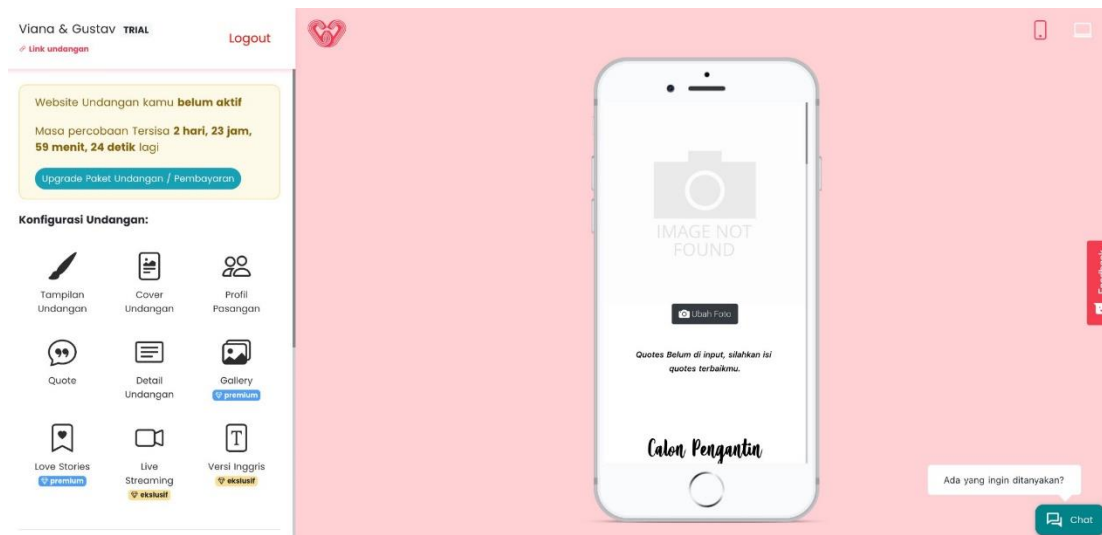 Viana & Gustav TRIAL
Link undangan
Logout
Website Undangan kamu belum aktif
Masa percobaan Tersisa 2 hari, 23 jam,
59 menit, 24 detik lagi
Upgrade Paket Undangan / Pembayaran
Konfigurasi Undangan:
Tampilan
Undangan
Cover
Undangan
Profil
Pasangan
Quote
Detail
Undangan
Gallery
premium
Love Stories
premium
Live
Streaming
ekslusif
Versi Inggris
ekslusif
IMAGE NOT
FOUND
Ubah Foto
Quotes Belum di input, silahkan isi
quotes terbaikmu.
Calon Pengantin
Ada yang ingin ditanyakan?
Chat